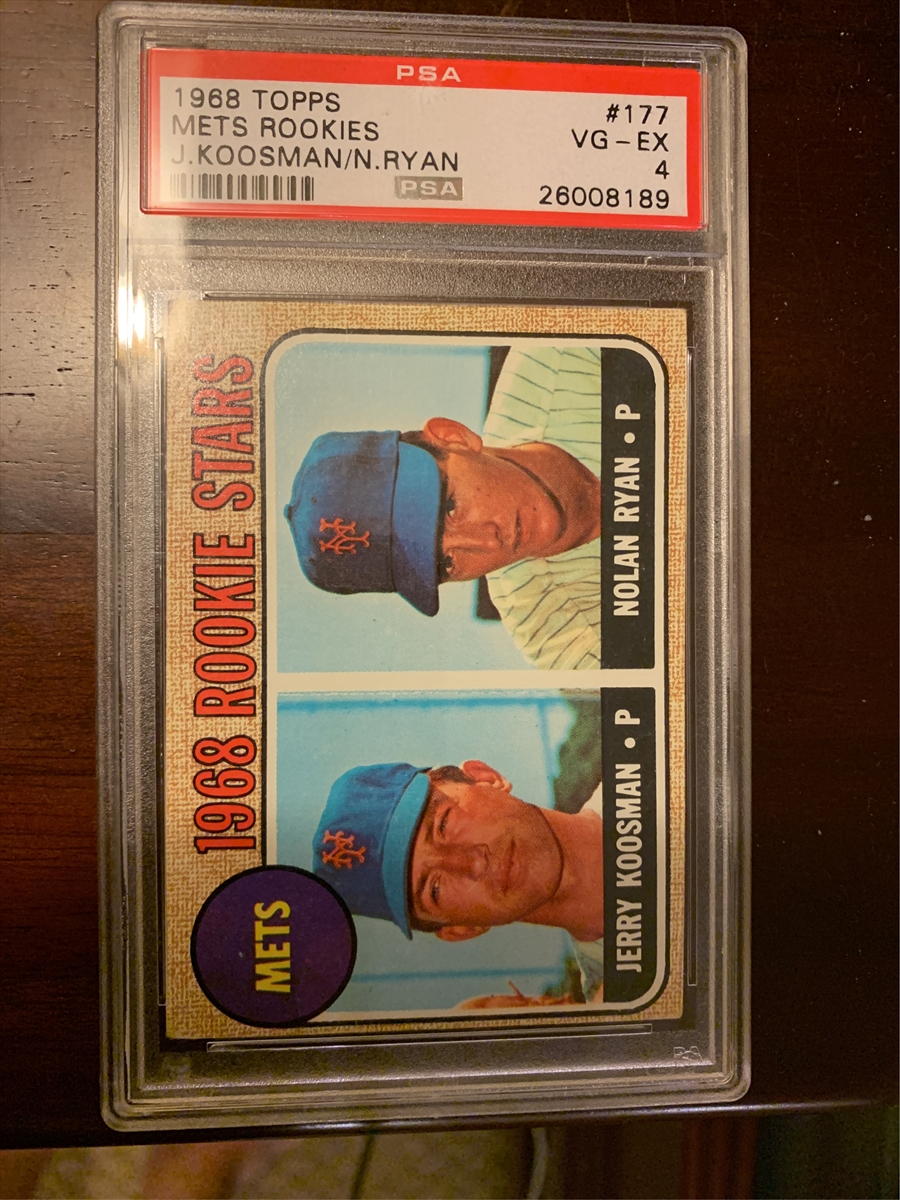 PSA
1968 TOPPS #177
METS ROOKIES VG-EX
J.KOOSMAN/N.RYAN 4
PSA 26008189
1968 ROOKIE STARS
METS
JERRY KOOSMAN • P
NOLAN RYAN • P